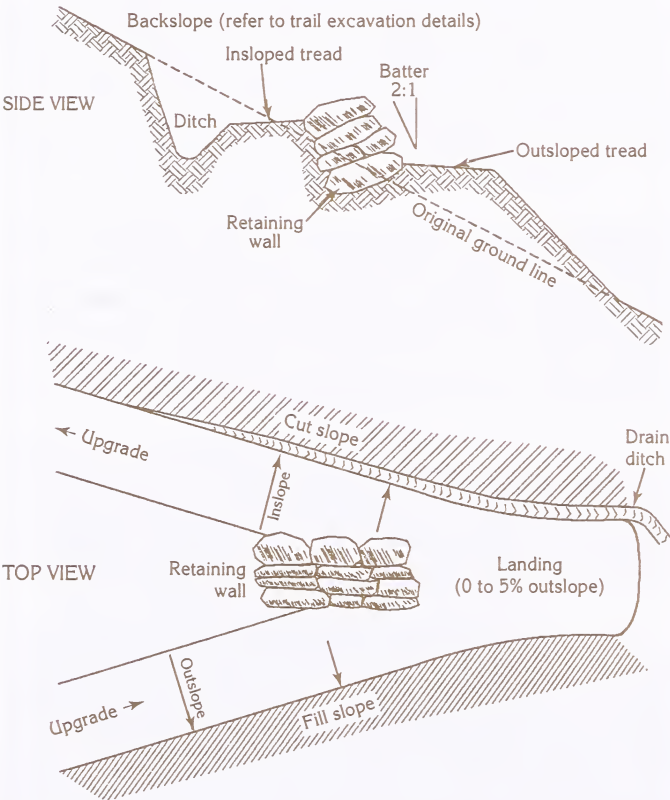 Backslope (refer to trail excavation details)
Insloped tread
Batter
2:1
SIDE VIEW
Ditch
Outsloped tread
Retaining
wall
Original ground line
Cut slope
Drain
ditch
Upgrade
Inslope
TOP VIEW
Retaining
wall
Landing
(0 to 5% outslope)
Outslope
Upgrade
Fill slope